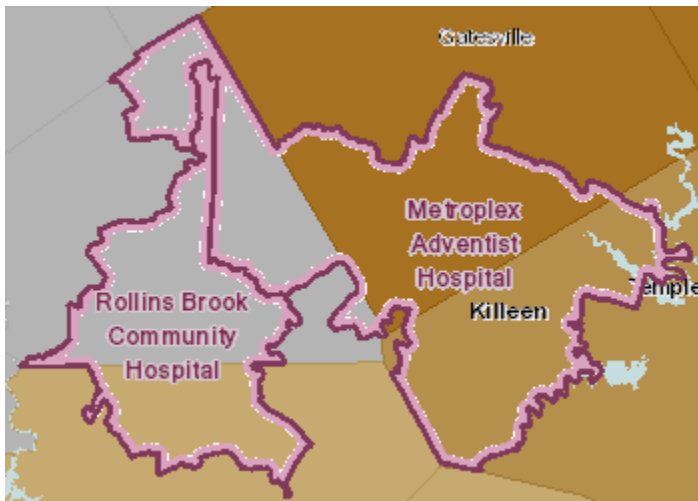 Gatesville
Metroplex
Adventist
Hospital
Rollins Brook
Community
Hospital
Killeen
Temple